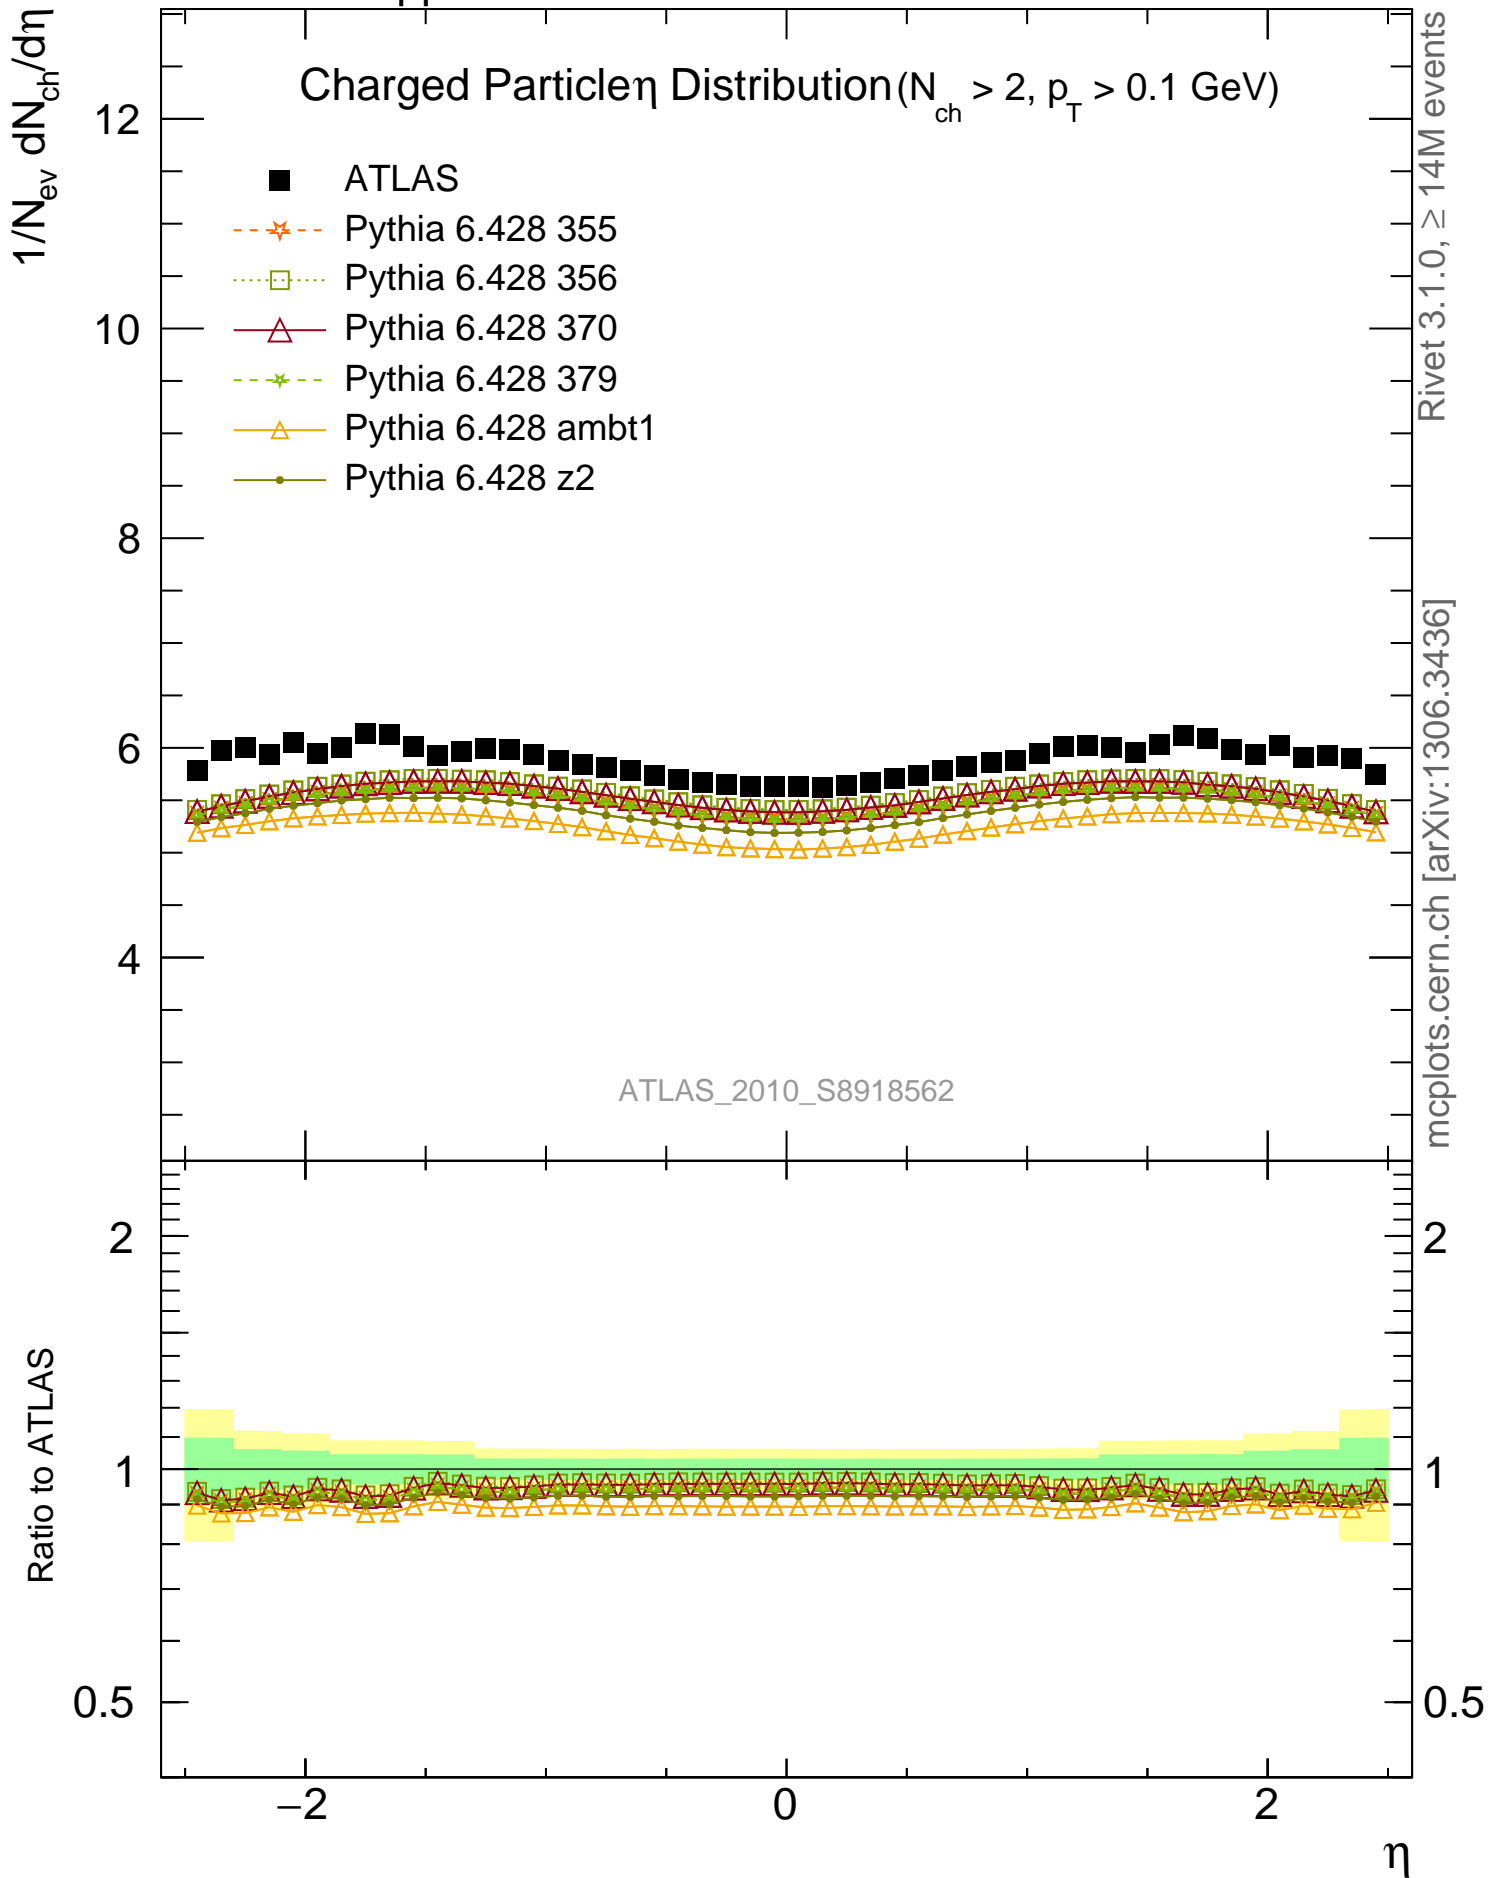 pp
1/N_ev dN_ch/dη
Charged Particleη Distribution (N_ch > 2, p_T > 0.1 GeV)
ATLAS
Pythia 6.428 355
Pythia 6.428 356
Pythia 6.428 370
Pythia 6.428 379
Pythia 6.428 ambt1
Pythia 6.428 z2
12
10
8
6
4
ATLAS_2010_S8918562
Rivet 3.1.0, ≥ 14M events
mcplots.cern.ch [arXiv:1306.3436]
Ratio to ATLAS
2
1
0.5
2
1
0.5
−2
0
2
η